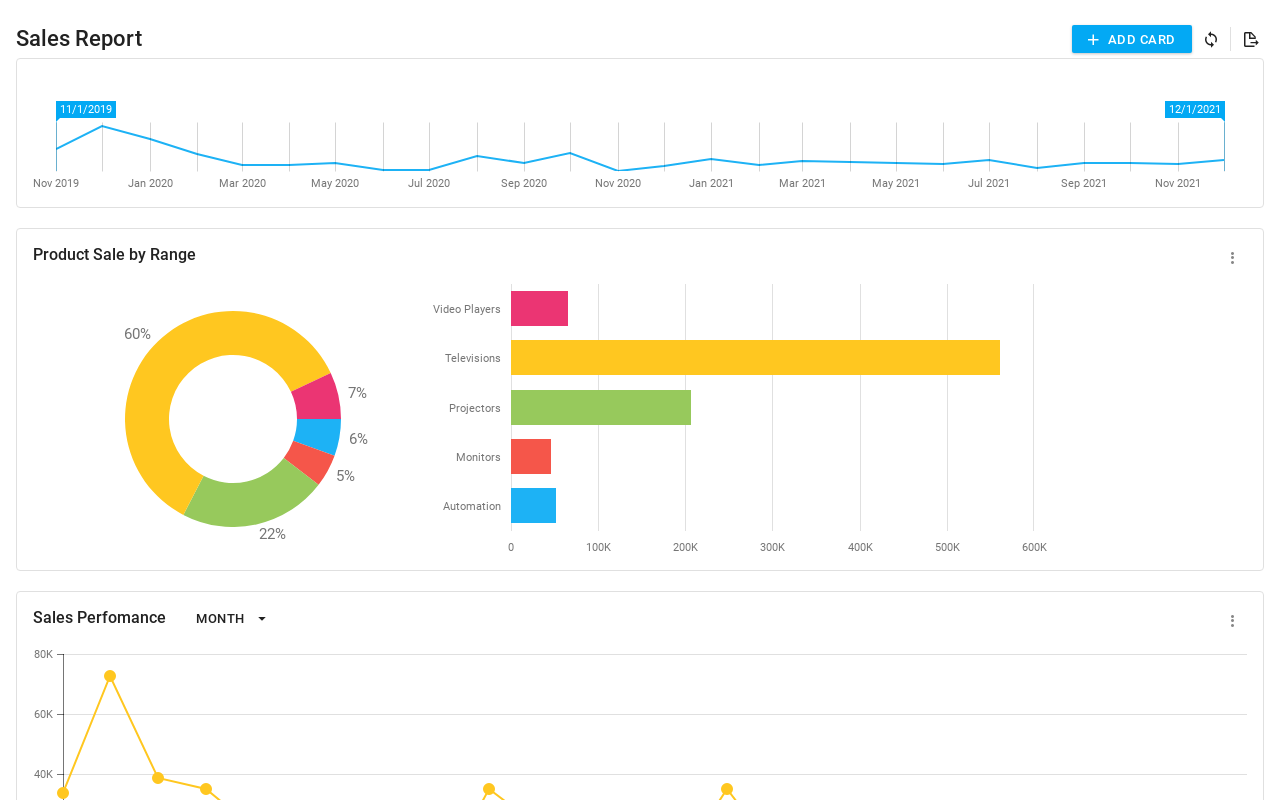 Sales Report
ADD CARD
11/1/2019
12/1/2021
Nov 2019 Jan 2020 Mar 2020 May 2020 Jul 2020 Sep 2020 Nov 2020 Jan 2021 Mar 2021 May 2021 Jul 2021 Sep 2021 Nov 2021
Product Sale by Range
60%
7%
6%
5%
22%
Video Players
Televisions
Projectors
Monitors
Automation
0 100K 200K 300K 400K 500K 600K
Sales Perfomance MONTH
80K
60K
40K